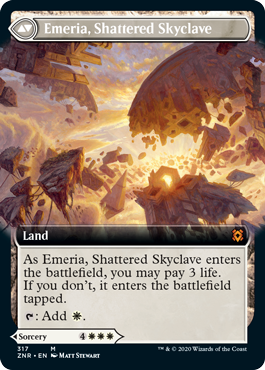 Emeria, Shattered Skyclave
Land
As Emeria, Shattered Skyclave enters
the battlefield, you may pay 3 life.
If you don't, it enters the battlefield
tapped.
: Add .
Sorcery 4
317 M
ZNR • EN MATT STEWART
™ & © 2020 Wizards of the Coast